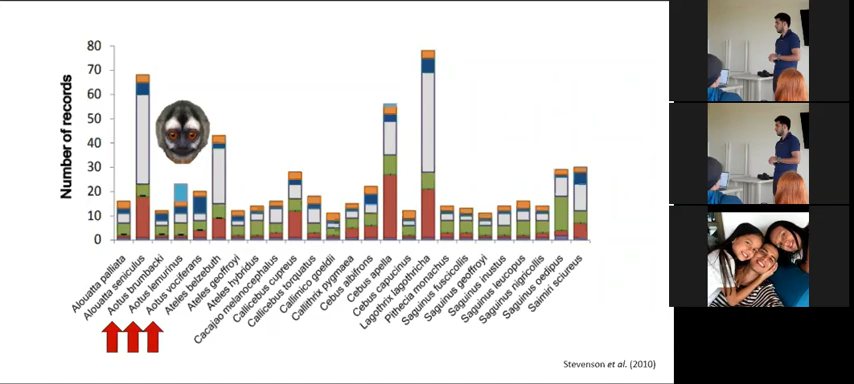 Number of records
80
70
60
50
40
30
20
10
0
Alouatta palliata
Alouatta seniculus
Aotus brumbacki
Aotus lemurinus
Aotus vociferans
Ateles belzebuth
Ateles geoffroyi
Ateles hybridus
Cacajao melanocephalus
Callicebus cupreus
Callicebus torquatus
Callimico goeldii
Callithrix pygmaea
Cebus albifrons
Cebus apella
Cebus capucinus
Lagothrix lagothricha
Pithecia monachus
Saguinus fuscicollis
Saguinus geoffroyi
Saguinus inustus
Saguinus leucopus
Saguinus nigricollis
Saguinus oedipus
Saimiri sciureus
Stevenson et al. (2010)